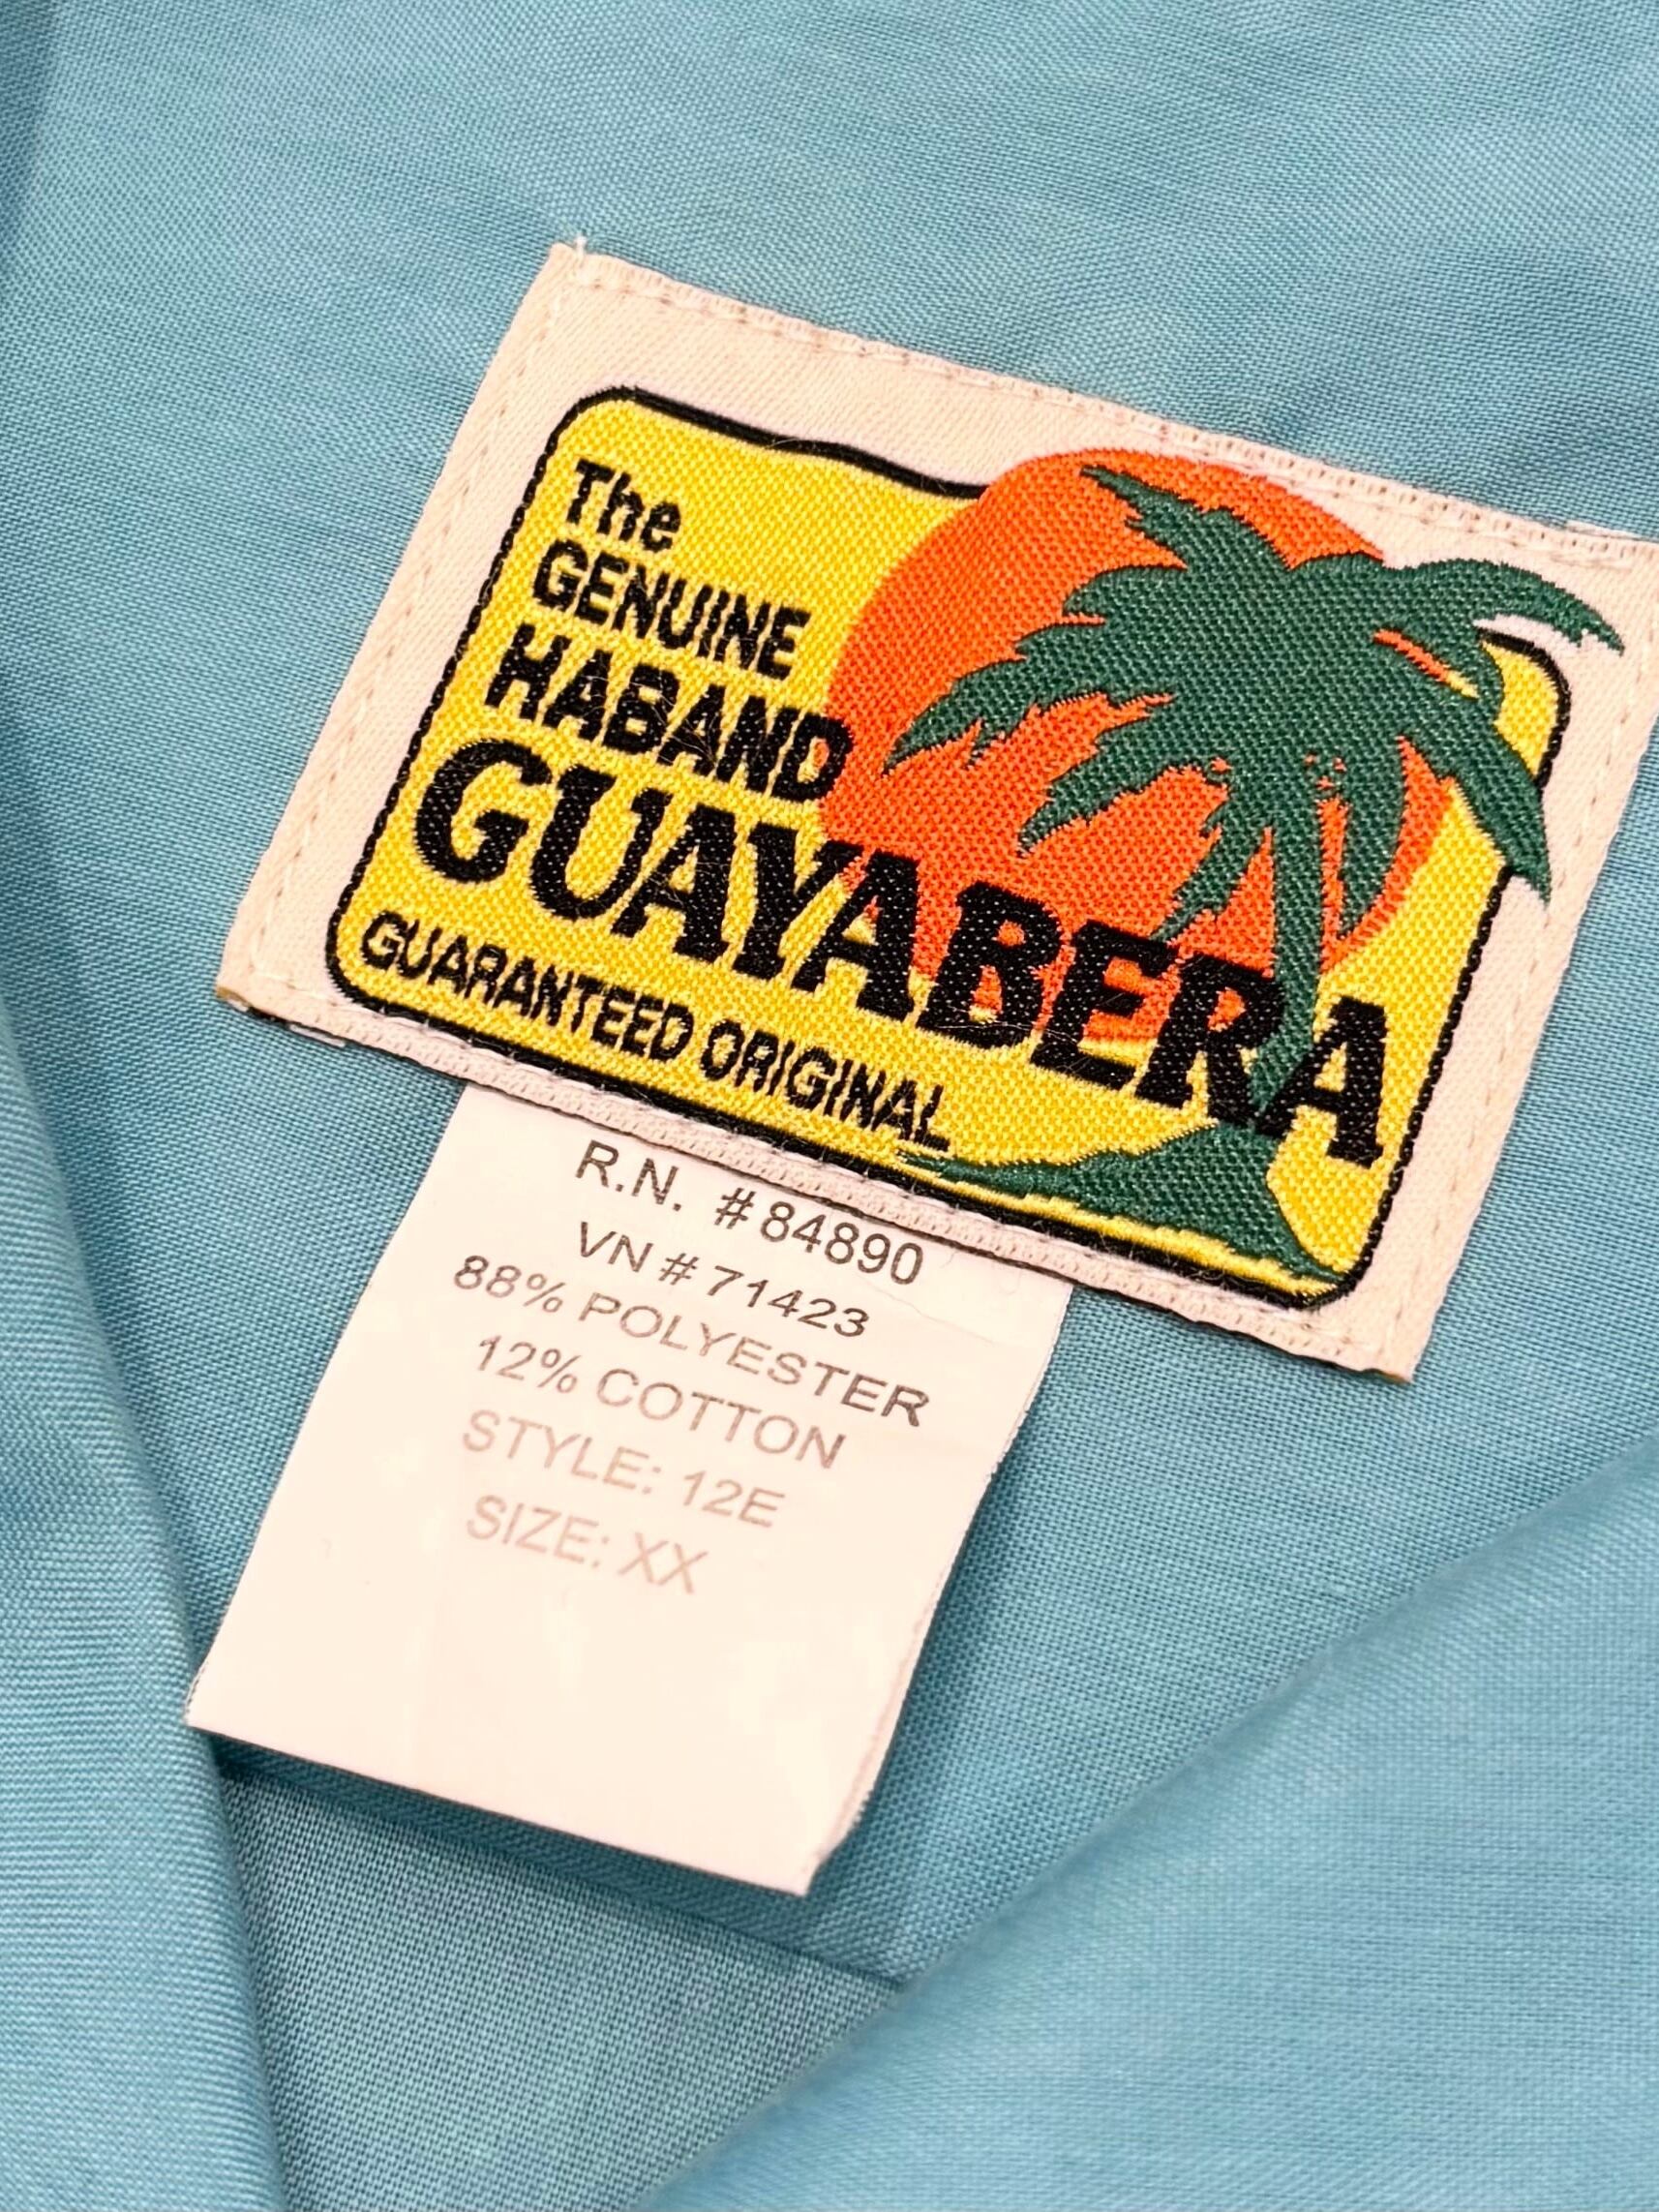 The
GENUINE
HABAND
GUAYABERA
GUARANTEED ORIGINAL
R.N. #84890
VN # 71423
88% POLYESTER
12% COTTON
STYLE: 12E
SIZE: XX